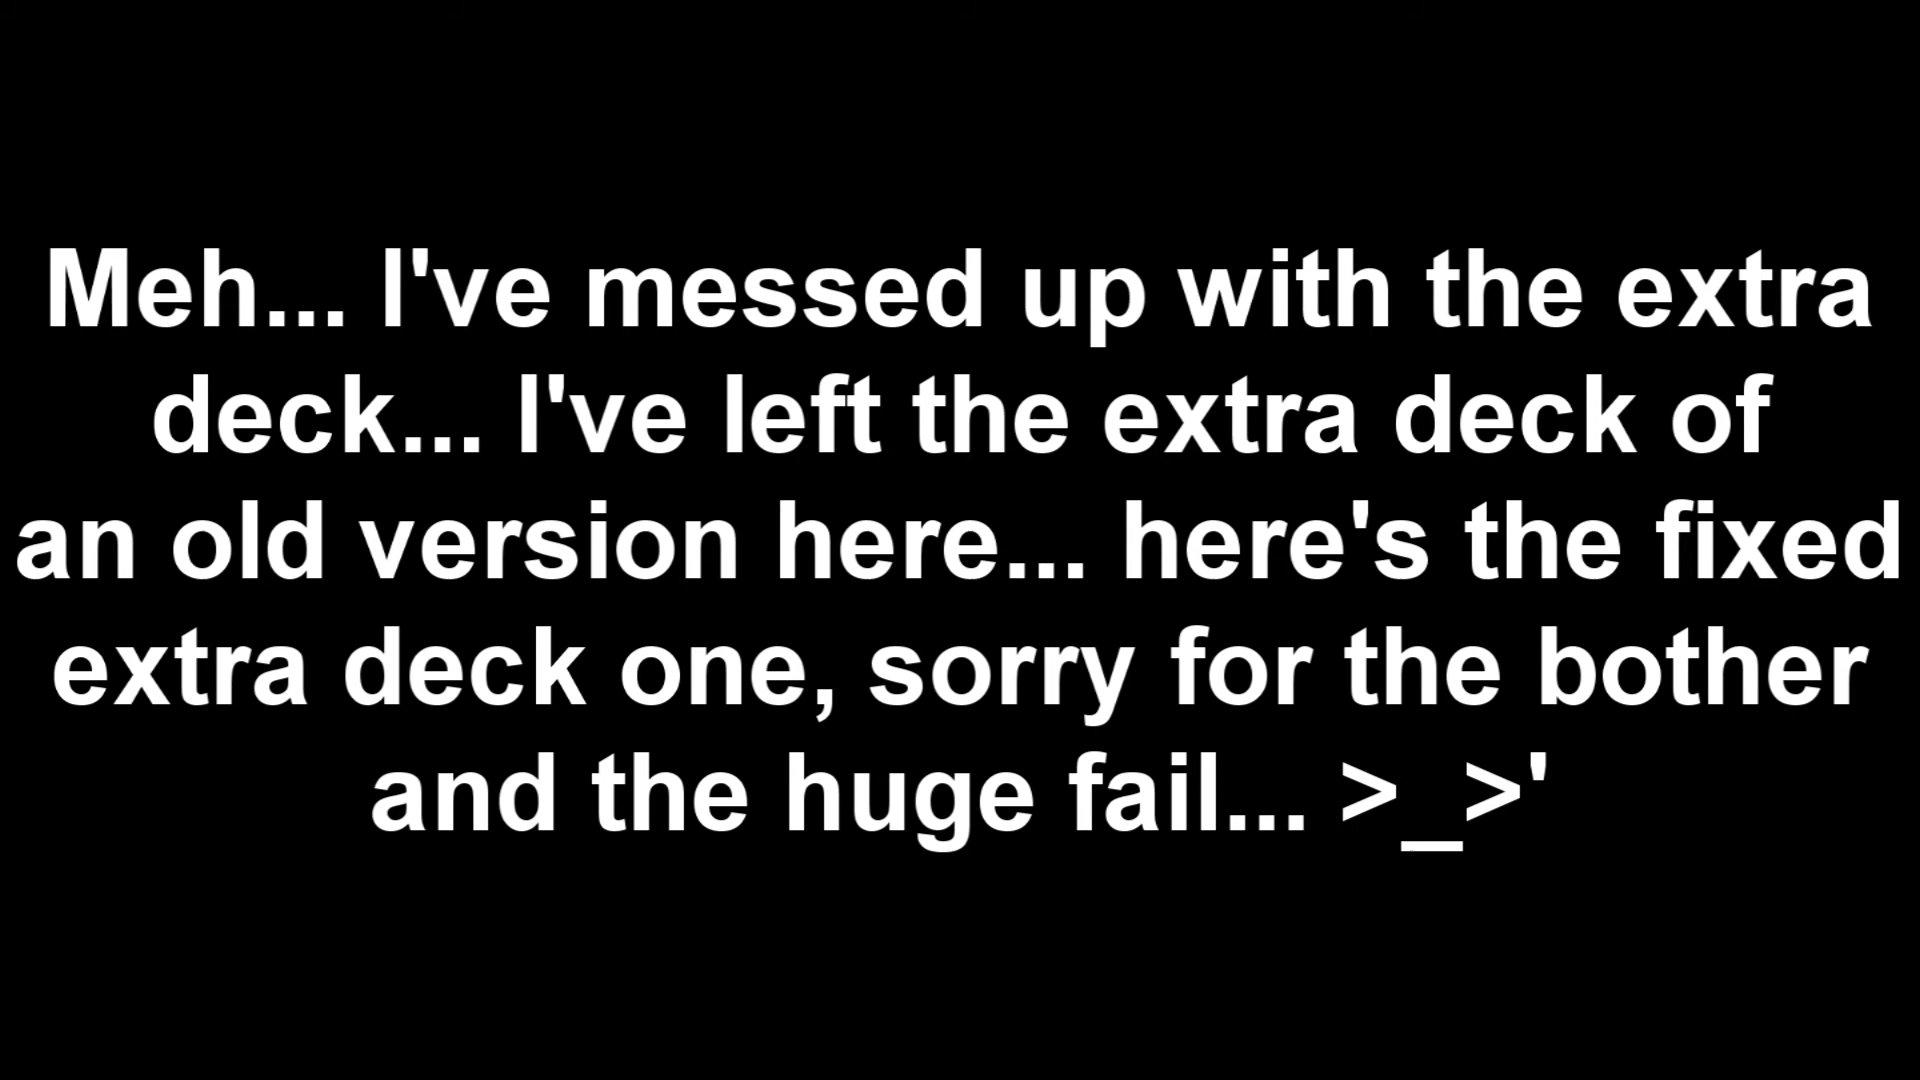 Meh... I've messed up with the extra
deck... I've left the extra deck of
an old version here... here's the fixed
extra deck one, sorry for the bother
and the huge fail... >_>'